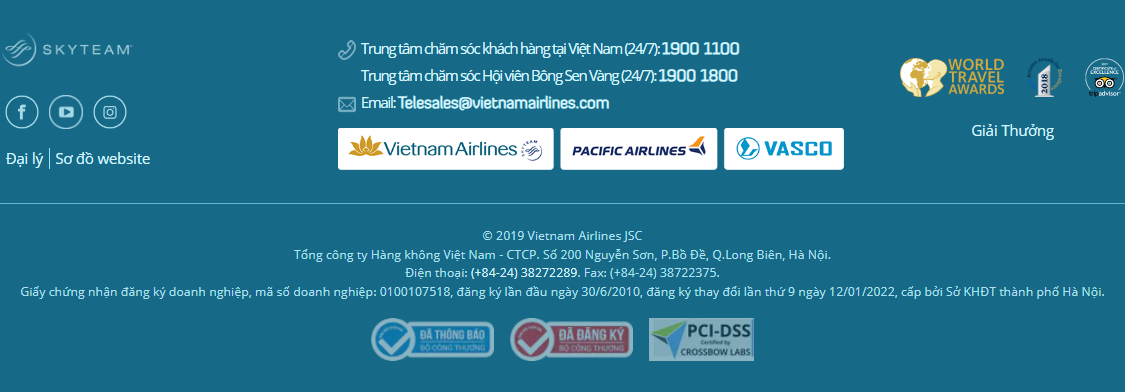 SKYTEAM
Đại lý | Sơ đồ website
Trung tâm chăm sóc khách hàng tại Việt Nam (24/7): 1900 1100
Trung tâm chăm sóc Hội viên Bông Sen Vàng (24/7): 1900 1800
Email: Telesales@vietnamairlines.com
Vietnam Airlines SKYTEAM
PACIFIC AIRLINES
VASCO
WORLD
TRAVEL
AWARDS
2018
CERTIFICATE of
EXCELLENCE
tripadvisor
Giải Thưởng
© 2019 Vietnam Airlines JSC
Tổng công ty Hàng không Việt Nam - CTCP. Số 200 Nguyễn Sơn, P.Bồ Đề, Q.Long Biên, Hà Nội.
Điện thoại: (+84-24) 38272289. Fax: (+84-24) 38722375.
Giấy chứng nhận đăng ký doanh nghiệp, mã số doanh nghiệp: 0100107518, đăng ký lần đầu ngày 30/6/2010, đăng ký thay đổi lần thứ 9 ngày 12/01/2022, cấp bởi Sở KHĐT thành phố Hà Nội.
ĐÃ THÔNG BÁO
BỘ CÔNG THƯƠNG
ĐÃ ĐĂNG KÝ
BỘ CÔNG THƯƠNG
PCI-DSS
Certified by
CROSSBOW LABS